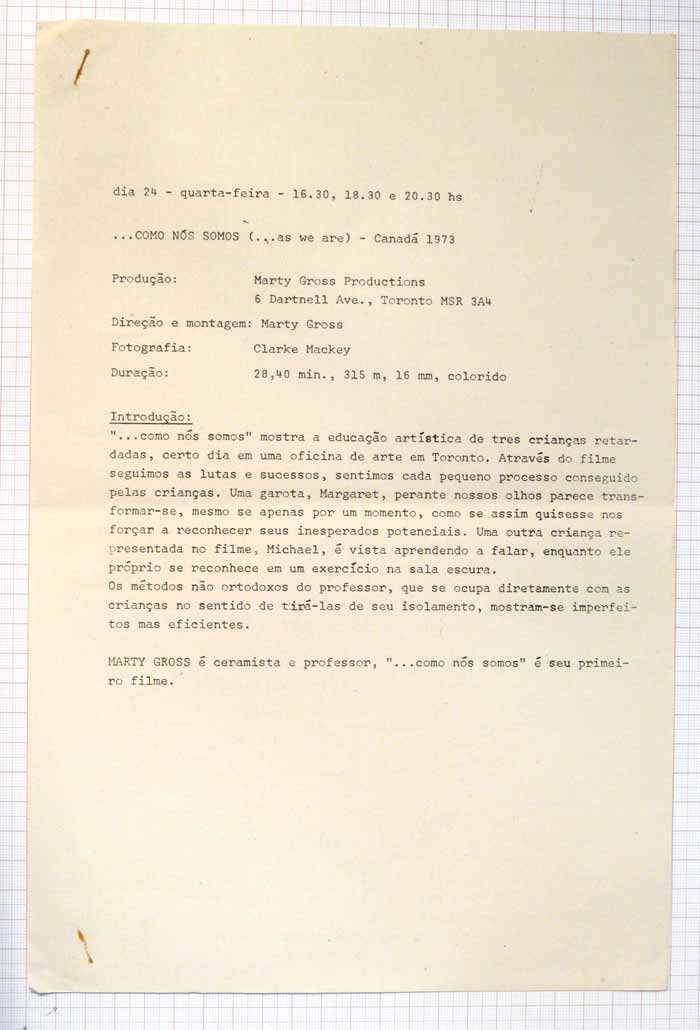 dia 24 - quarta-feira - 16.30, 18.30 e 20.30 hs
...COMO NÓS SOMOS (...as we are) - Canadá 1973
Produção: Marty Gross Productions
6 Dartnell Ave., Toronto MSR 3A4
Direção e montagem: Marty Gross
Fotografia: Clarke Mackey
Duração: 28,40 min., 315 m, 16 mm, colorido
Introdução:
"...como nós somos" mostra a educação artística de tres crianças retar-
dadas, certo dia em uma oficina de arte em Toronto. Através do filme
seguimos as lutas e sucessos, sentimos cada pequeno processo conseguido
pelas crianças. Uma garota, Margaret, perante nossos olhos parece trans-
formar-se, mesmo se apenas por um momento, como se assim quisesse nos
forçar a reconhecer seus inesperados potenciais. Uma outra criança re-
presentada no filme, Michael, é vista aprendendo a falar, enquanto ele
próprio se reconhece em um exercício na sala escura.
Os métodos não ortodoxos do professor, que se ocupa diretamente com as
crianças no sentido de tirá-las de seu isolamento, mostram-se imperfei-
tos mas eficientes.
MARTY GROSS é ceramista e professor, "...como nós somos" é seu primei-
ro filme.